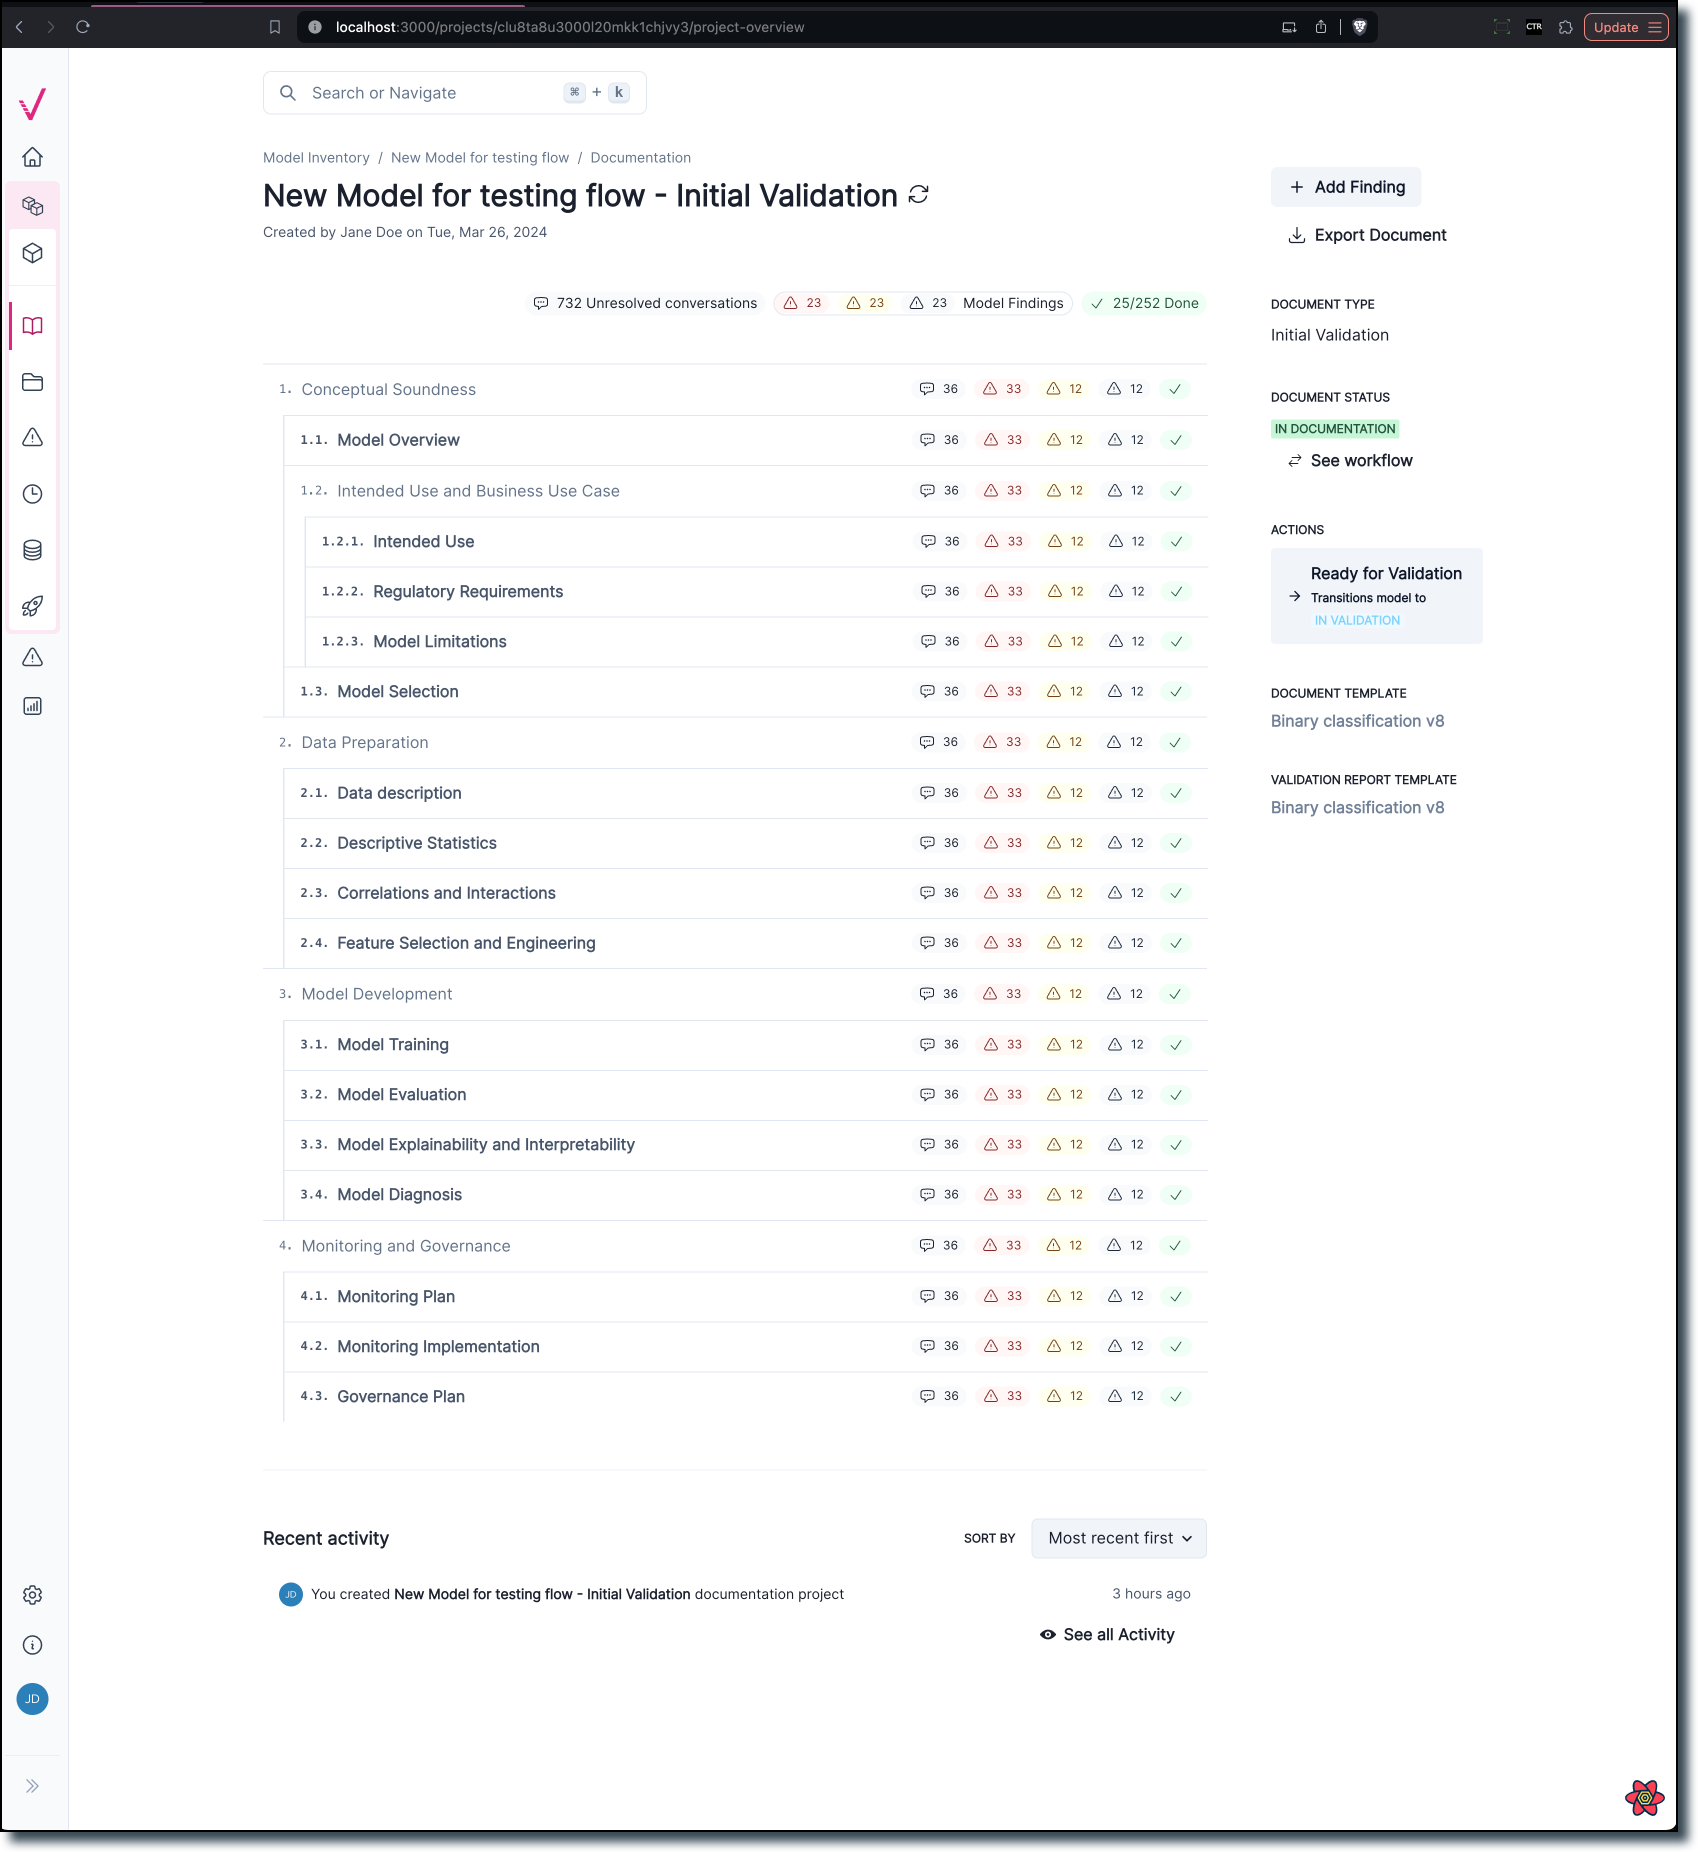 localhost:3000/projects/clu8ta8u3000l20mkk1chjvy3/project-overview
CTR
Update
Search or Navigate
⌘ + k
Model Inventory / New Model for testing flow / Documentation
New Model for testing flow - Initial Validation
Created by Jane Doe on Tue, Mar 26, 2024
732 Unresolved conversations 23 23 23 Model Findings 25/252 Done
1. Conceptual Soundness 36 33 12 12
1.1. Model Overview 36 33 12 12
1.2. Intended Use and Business Use Case 36 33 12 12
1.2.1. Intended Use 36 33 12 12
1.2.2. Regulatory Requirements 36 33 12 12
1.2.3. Model Limitations 36 33 12 12
1.3. Model Selection 36 33 12 12
2. Data Preparation 36 33 12 12
2.1. Data description 36 33 12 12
2.2. Descriptive Statistics 36 33 12 12
2.3. Correlations and Interactions 36 33 12 12
2.4. Feature Selection and Engineering 36 33 12 12
3. Model Development 36 33 12 12
3.1. Model Training 36 33 12 12
3.2. Model Evaluation 36 33 12 12
3.3. Model Explainability and Interpretability 36 33 12 12
3.4. Model Diagnosis 36 33 12 12
4. Monitoring and Governance 36 33 12 12
4.1. Monitoring Plan 36 33 12 12
4.2. Monitoring Implementation 36 33 12 12
4.3. Governance Plan 36 33 12 12
Recent activity
SORT BY
Most recent first
JD
You created New Model for testing flow - Initial Validation documentation project
3 hours ago
See all Activity
Add Finding
Export Document
DOCUMENT TYPE
Initial Validation
DOCUMENT STATUS
IN DOCUMENTATION
See workflow
ACTIONS
Ready for Validation
Transitions model to
IN VALIDATION
DOCUMENT TEMPLATE
Binary classification v8
VALIDATION REPORT TEMPLATE
Binary classification v8
JD